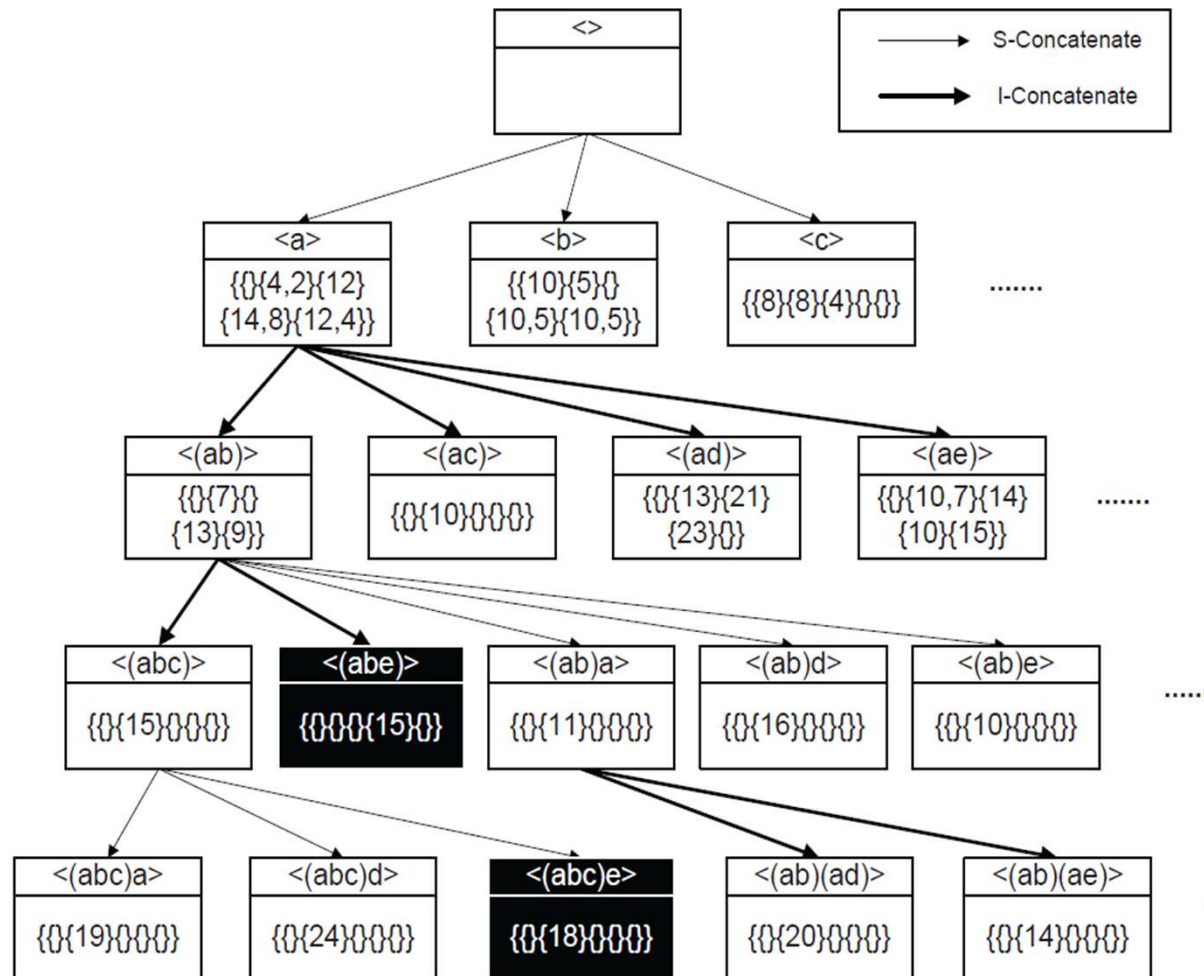 <>
S-Concatenate
I-Concatenate
<a>
{{}{4,2}{12}
{14,8}{12,4}}
<b>
{{10}{5}{}
{10,5}{10,5}}
<c>
{{8}{8}{4}{}{}}
.......
<(ab)>
{{}{7}{}
{13}{9}}
<(ac)>
{{}{10}{}{}{}}
<(ad)>
{{}{13}{21}
{23}{}}
<(ae)>
{{}{10,7}{14}
{10}{15}}
.......
<(abc)>
{{}{15}{}{}{}}
<(abe)>
{{}{}{}{15}{}}
<(ab)a>
{{}{11}{}{}{}}
<(ab)d>
{{}{16}{}{}{}}
<(ab)e>
{{}{10}{}{}{}}
......
<(abc)a>
{{}{19}{}{}{}}
<(abc)d>
{{}{24}{}{}{}}
<(abc)e>
{{}{18}{}{}{}}
<(ab)(ad)>
{{}{20}{}{}{}}
<(ab)(ae)>
{{}{14}{}{}{}}